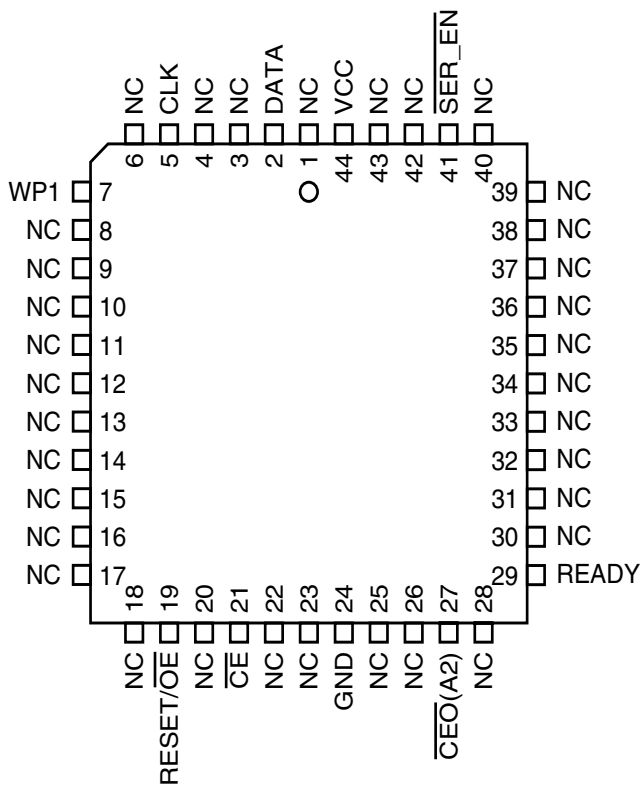 NC CLK NC NC DATA NC VCC NC NC SER_EN NC
6 5 4 3 2 1 44 43 42 41 40
WP1 7 39 NC
NC 8 38 NC
NC 9 37 NC
NC 10 36 NC
NC 11 35 NC
NC 12 34 NC
NC 13 33 NC
NC 14 32 NC
NC 15 31 NC
NC 16 30 NC
NC 17 29 READY
18 19 20 21 22 23 24 25 26 27 28
NC RESET/OE NC CE NC NC GND NC NC CEO(A2) NC